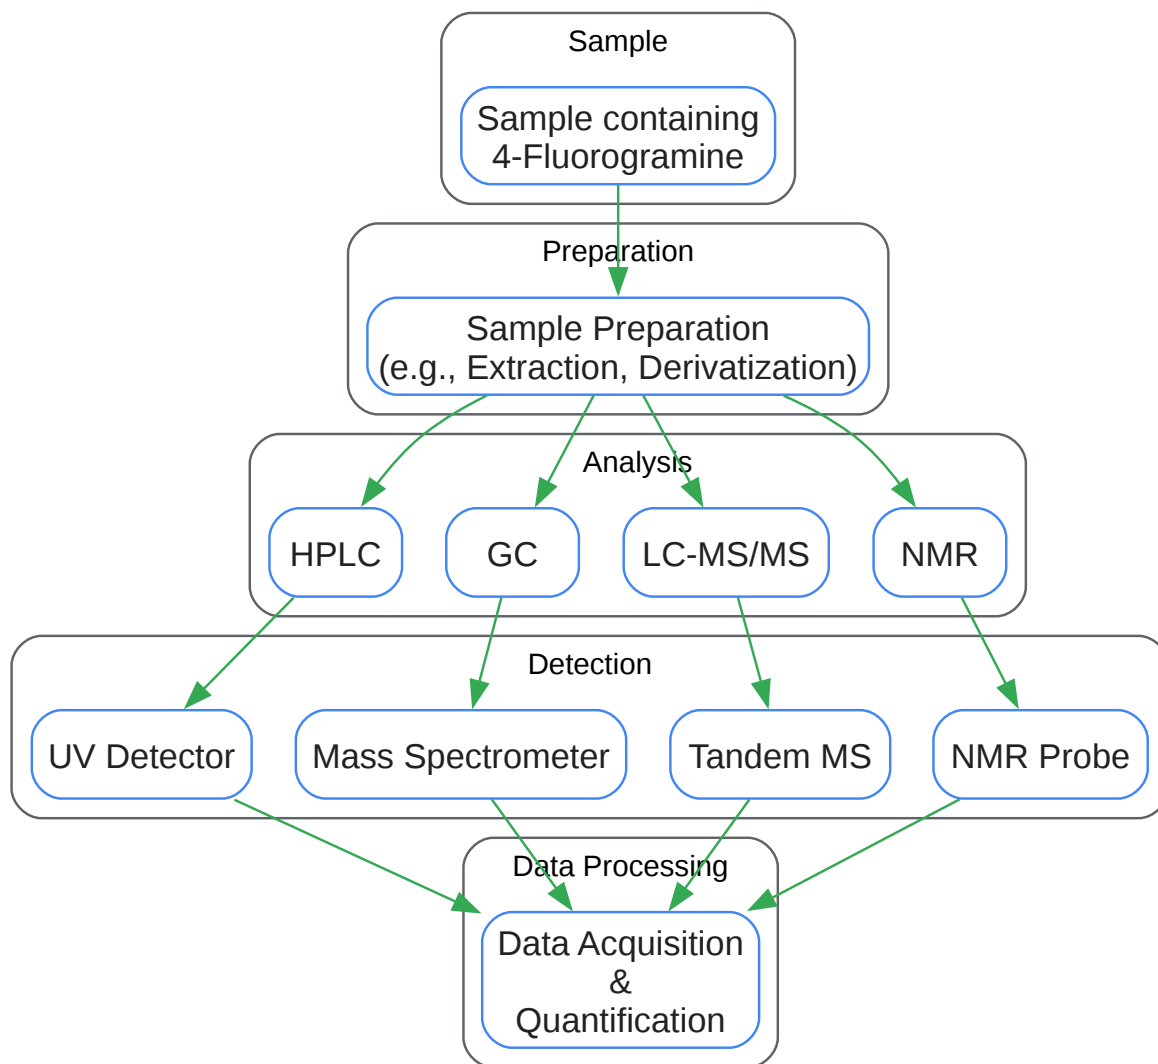 Sample
Sample containing
4-Fluorogramine
Preparation
Sample Preparation
(e.g., Extraction, Derivatization)
Analysis
HPLC
GC
LC-MS/MS
NMR
Detection
UV Detector
Mass Spectrometer
Tandem MS
NMR Probe
Data Processing
Data Acquisition
&
Quantification